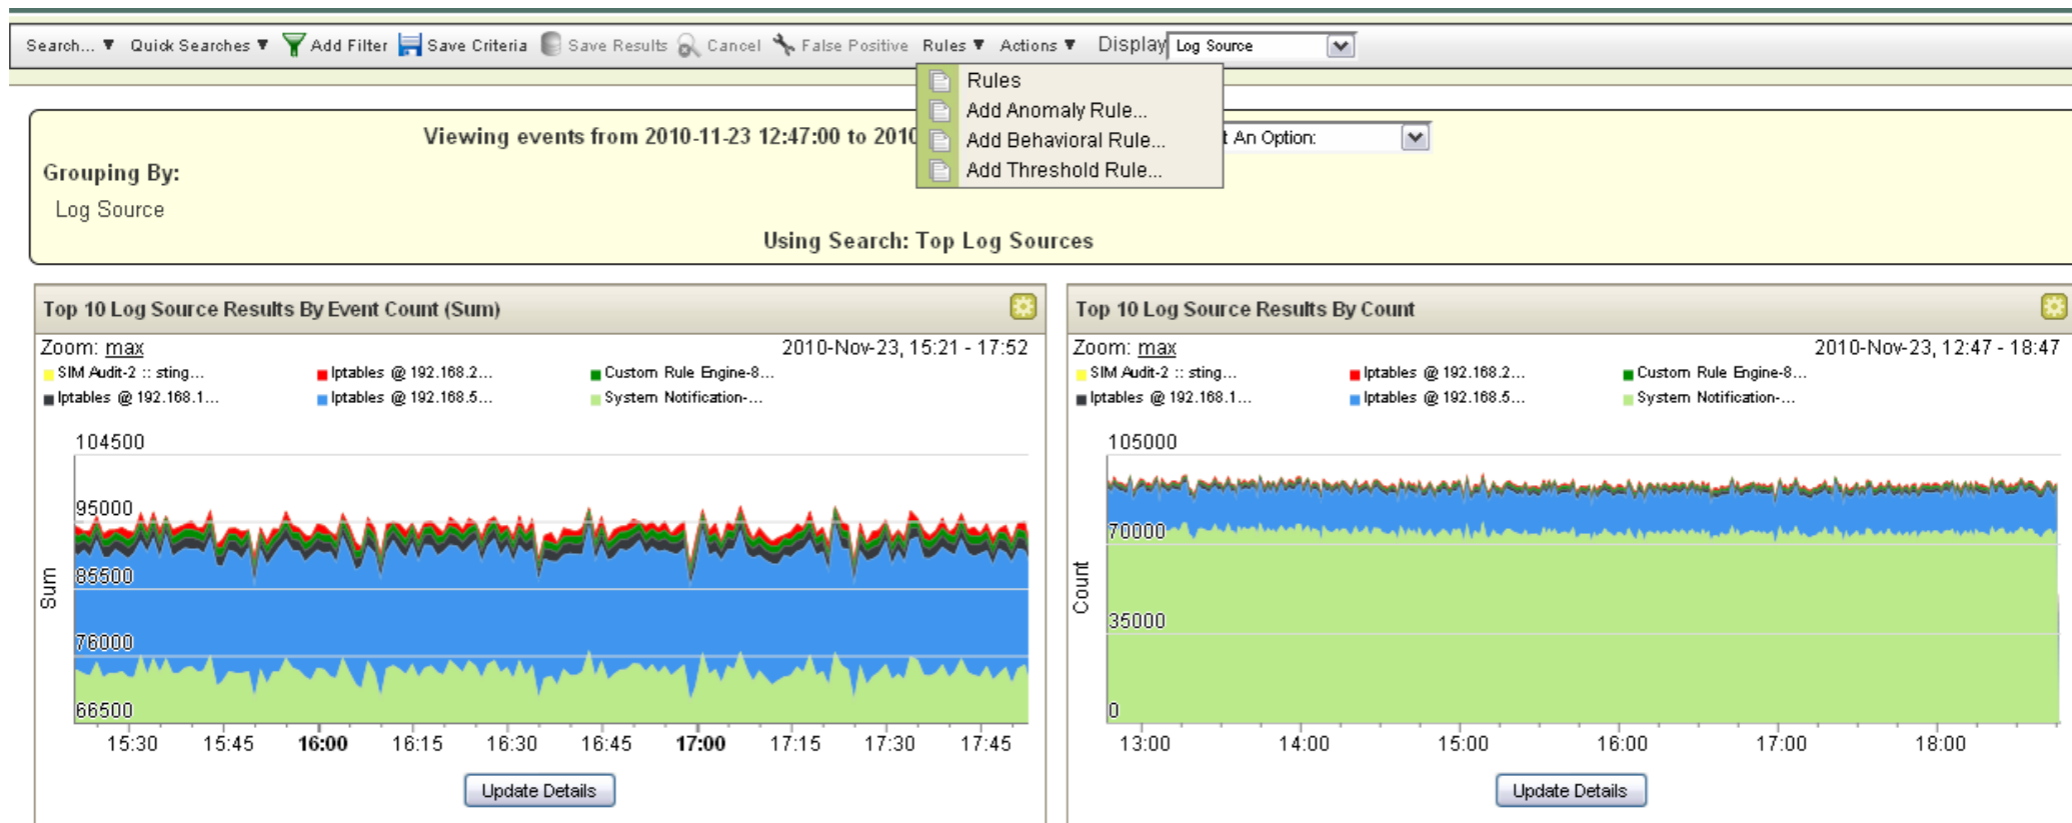 Search... ▼ Quick Searches ▼ Add Filter Save Criteria Save Results Cancel False Positive Rules ▼ Actions ▼ Display Log Source
Rules
Add Anomaly Rule...
Add Behavioral Rule...
Add Threshold Rule...
Viewing events from 2010-11-23 12:47:00 to 2010
t An Option:
Grouping By:
Log Source
Using Search: Top Log Sources
Top 10 Log Source Results By Event Count (Sum)
Zoom: max
2010-Nov-23, 15:21 - 17:52
SIM Audit-2 :: sting...
Iptables @ 192.168.2...
Custom Rule Engine-8...
Iptables @ 192.168.1...
Iptables @ 192.168.5...
System Notification-...
104500
95000
85500
76000
66500
Sum
15:30 15:45 16:00 16:15 16:30 16:45 17:00 17:15 17:30 17:45
Update Details
Top 10 Log Source Results By Count
Zoom: max
2010-Nov-23, 12:47 - 18:47
SIM Audit-2 :: sting...
Iptables @ 192.168.2...
Custom Rule Engine-8...
Iptables @ 192.168.1...
Iptables @ 192.168.5...
System Notification-...
105000
70000
35000
0
Count
13:00 14:00 15:00 16:00 17:00 18:00
Update Details